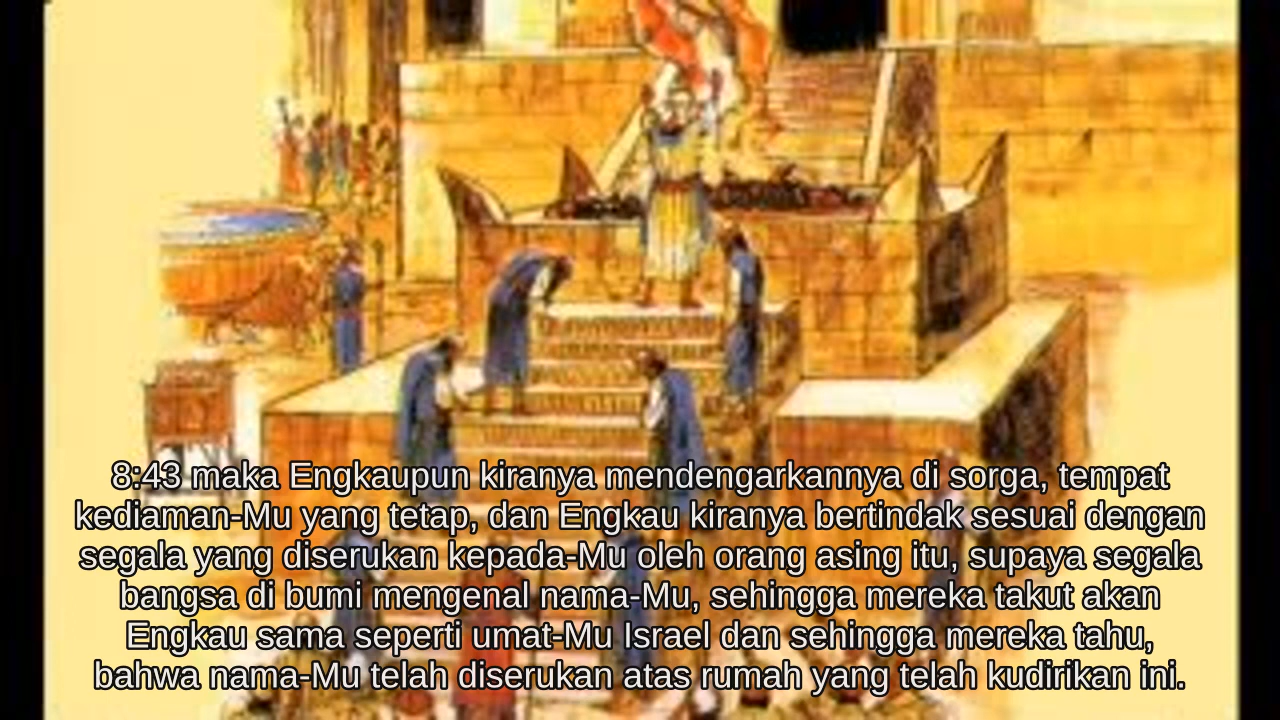 8:43 maka Engkaupun kiranya mendengarkannya di sorga, tempat
kediaman-Mu yang tetap, dan Engkau kiranya bertindak sesuai dengan
segala yang diserukan kepada-Mu oleh orang asing itu, supaya segala
bangsa di bumi mengenal nama-Mu, sehingga mereka takut akan
Engkau sama seperti umat-Mu Israel dan sehingga mereka tahu,
bahwa nama-Mu telah diserukan atas rumah yang telah kudirikan ini.